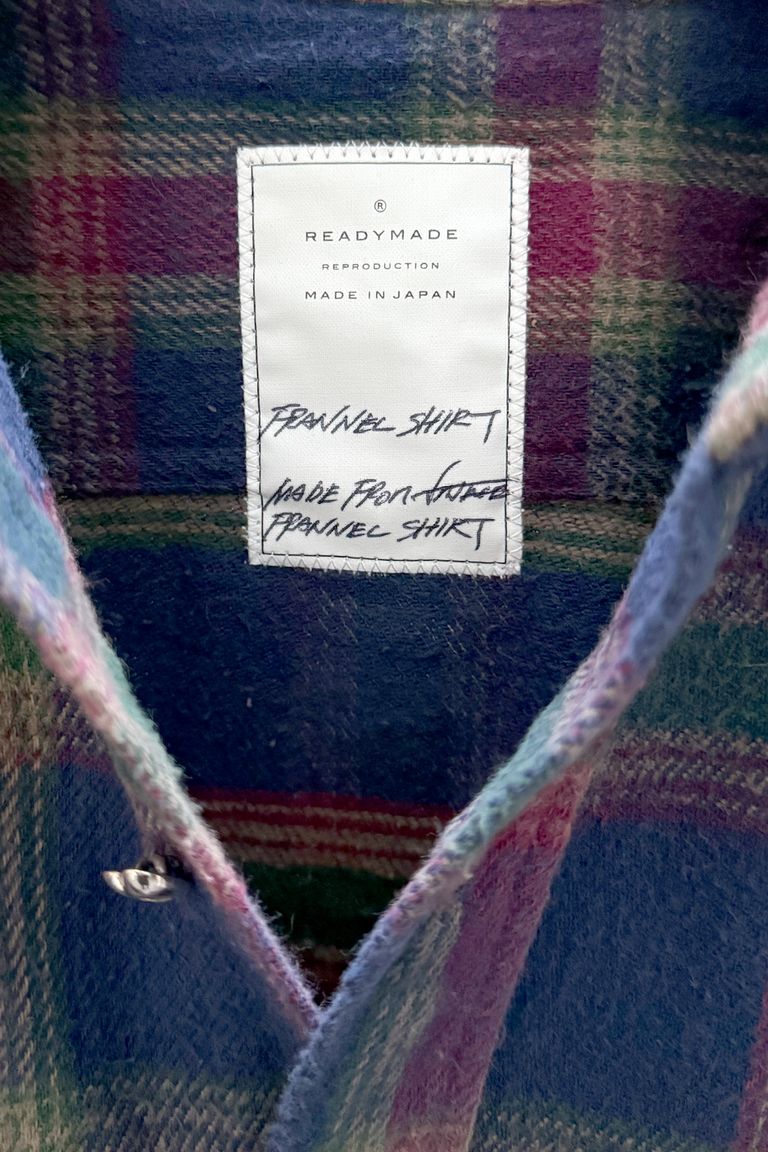 ®
READYMADE
REPRODUCTION
MADE IN JAPAN
FRANNEL SHIRT
MADE FROM
FRANNEL SHIRT